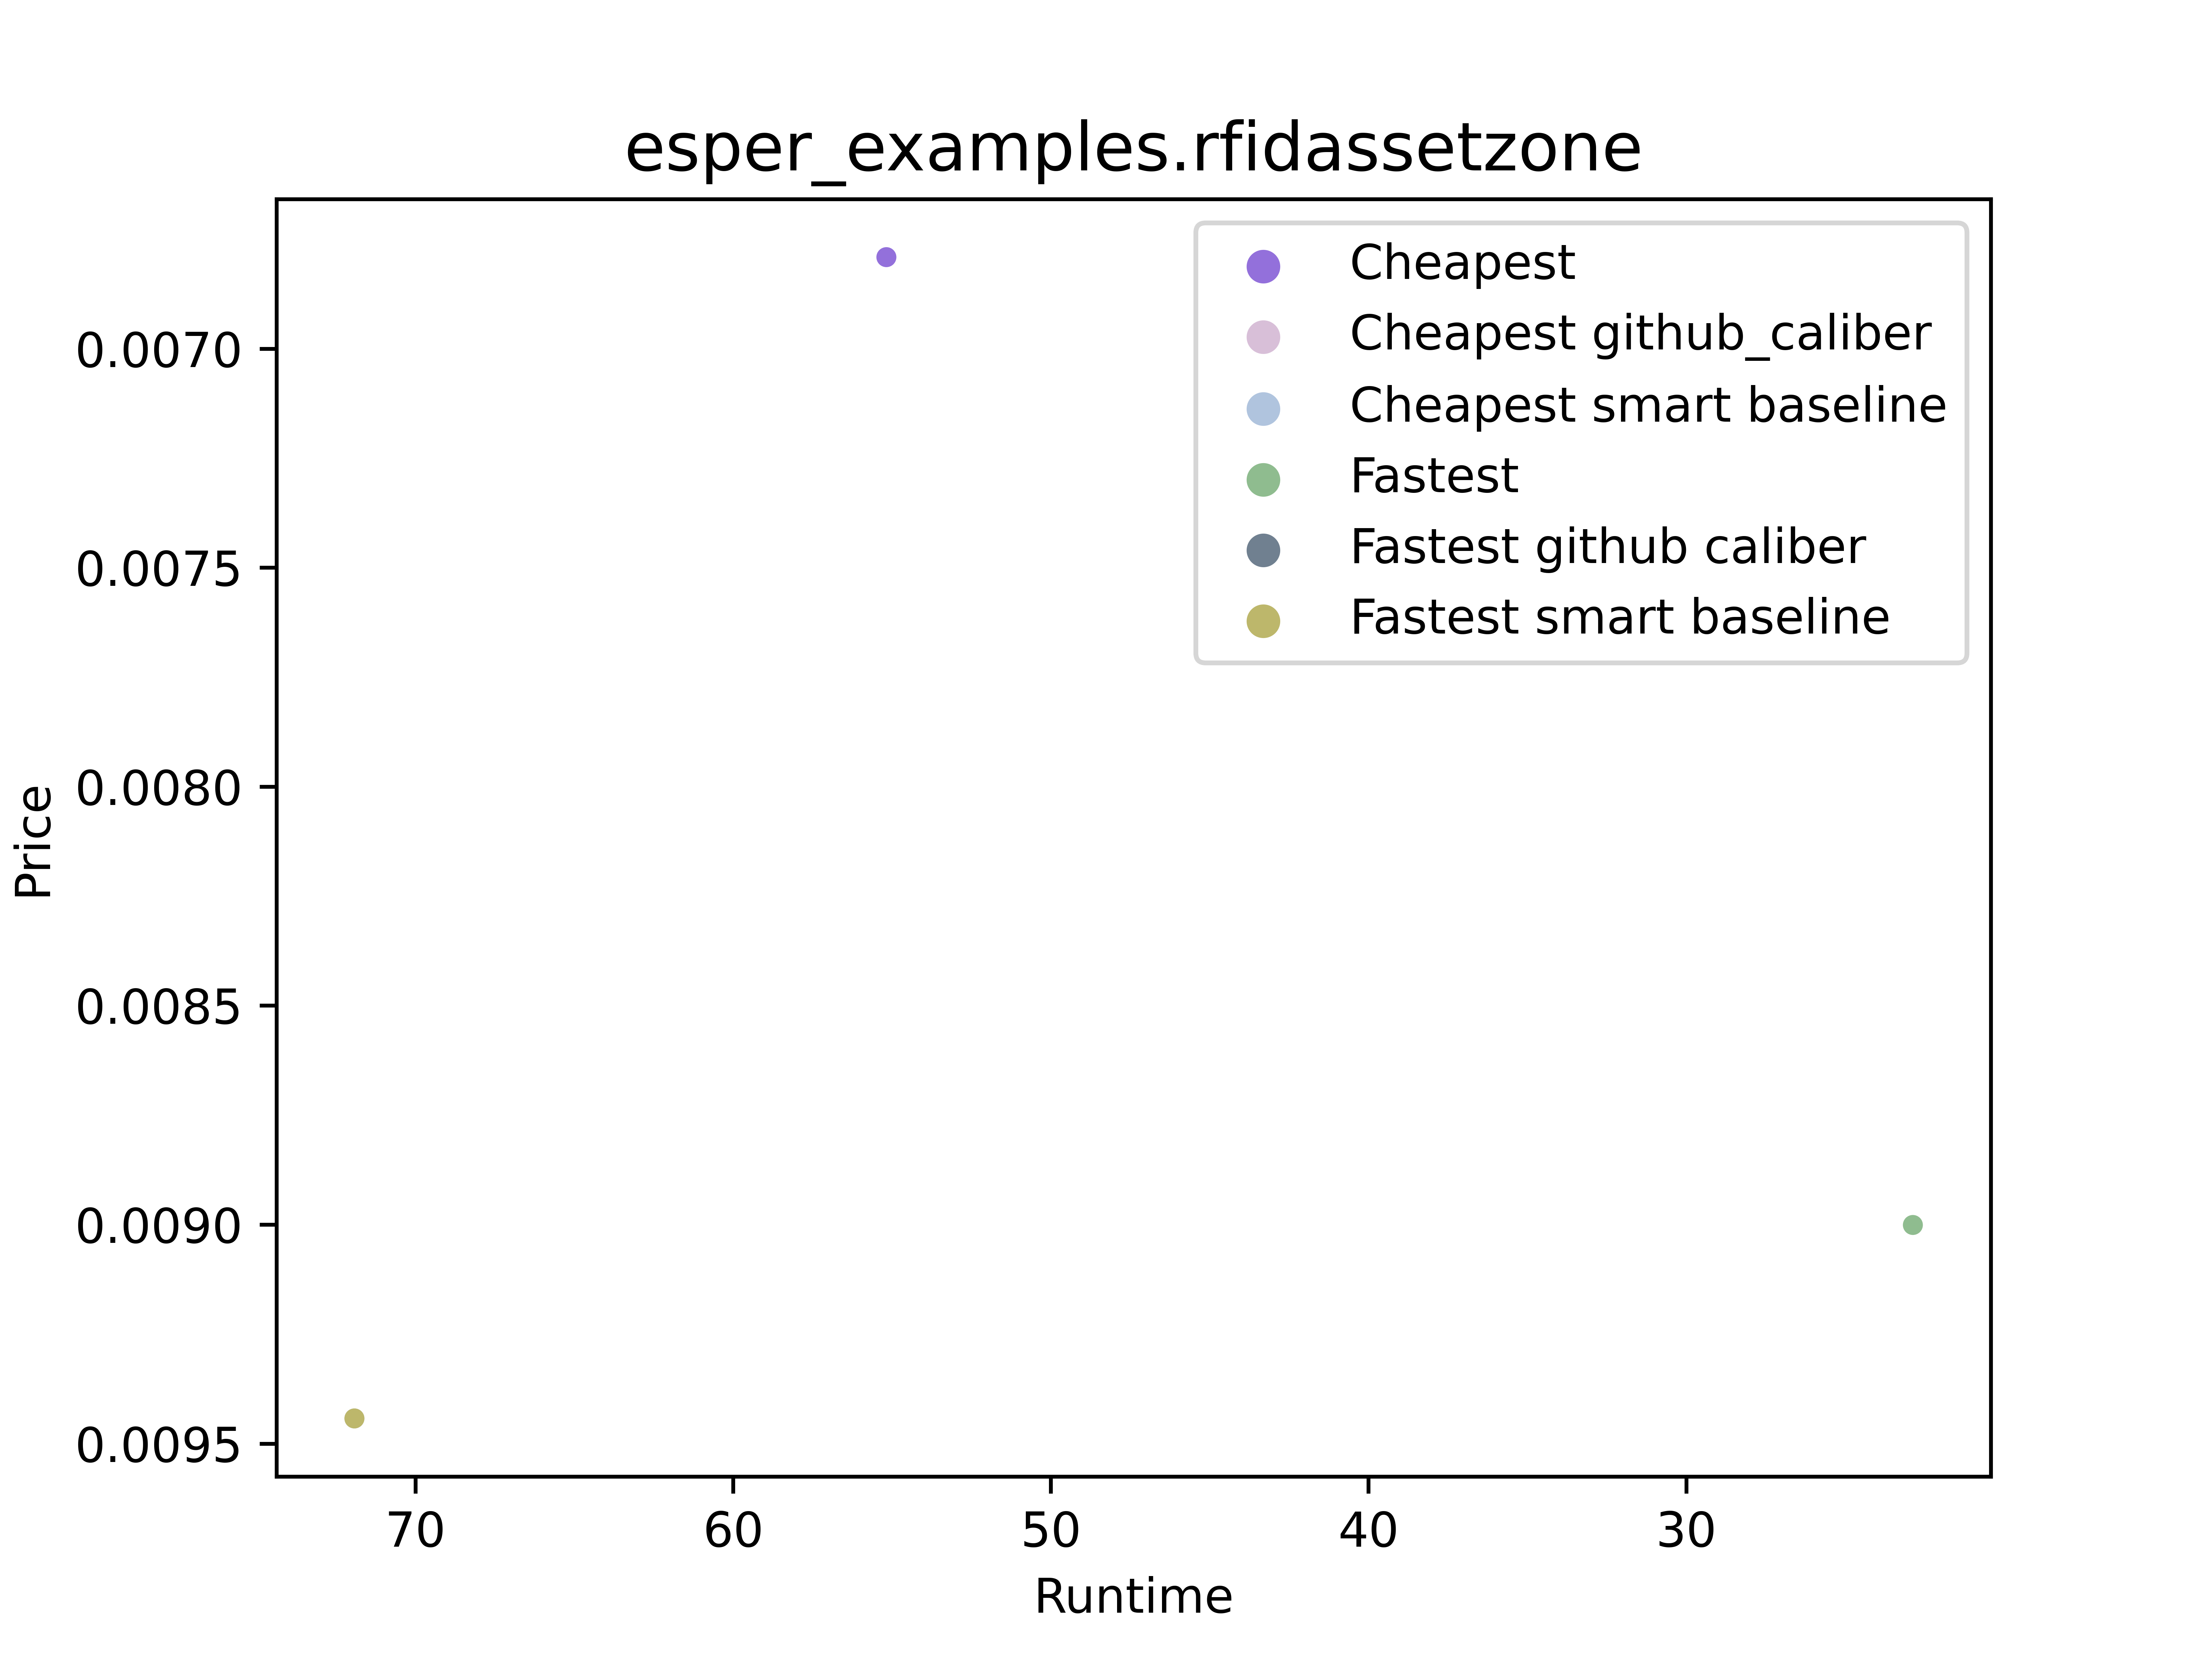 esper_examples.rfidassetzone
Cheapest
Cheapest github_caliber
Cheapest smart baseline
Fastest
Fastest github caliber
Fastest smart baseline
0.0070
0.0075
0.0080
0.0085
0.0090
0.0095
Price
70 60 50 40 30
Runtime